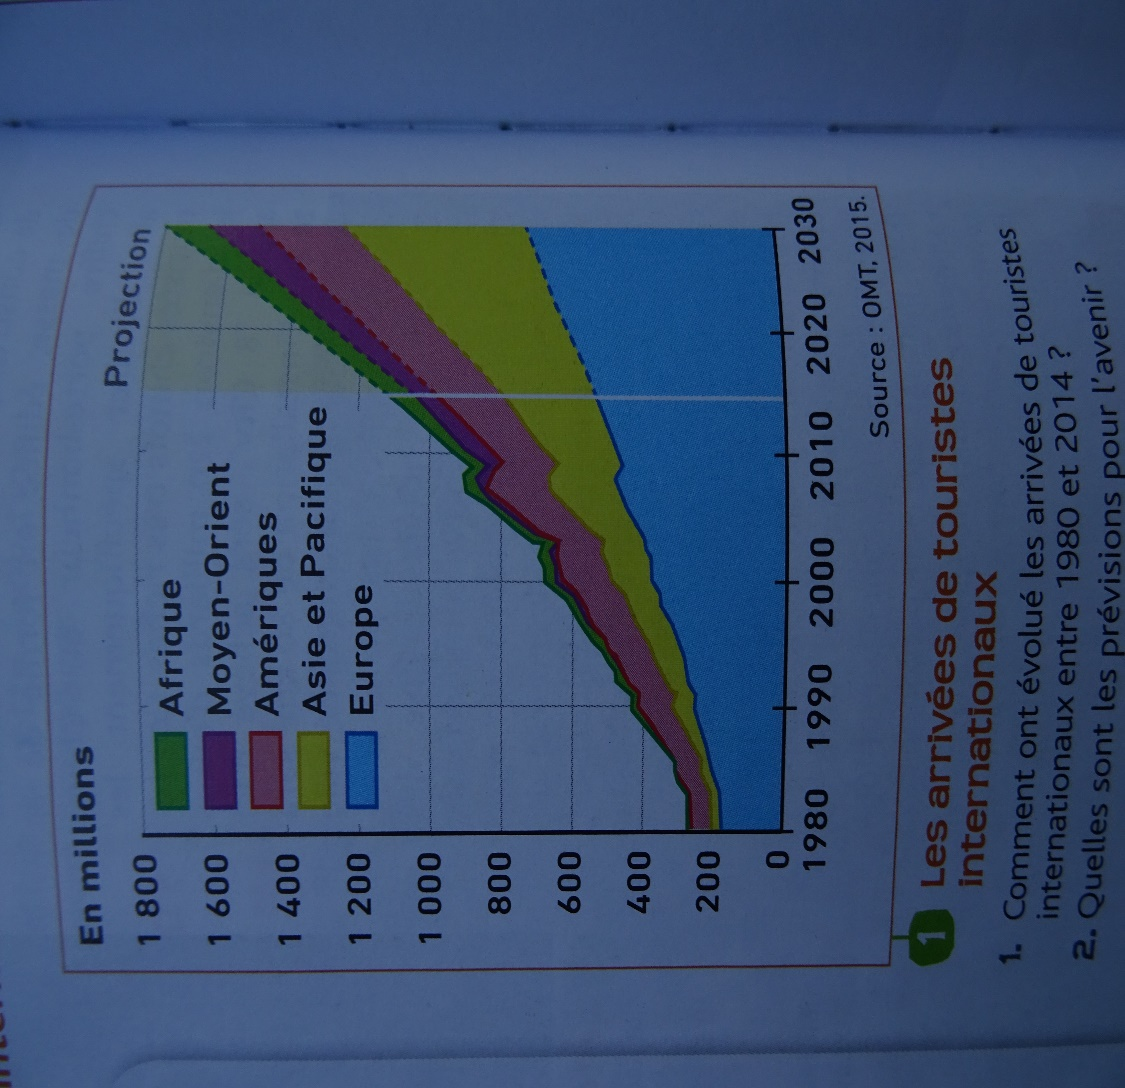 En millions
Projection
1 800
1 600
1 400
1 200
1 000
800
600
400
200
0
Afrique
Moyen-Orient
Amériques
Asie et Pacifique
Europe
1980 1990 2000 2010 2020 2030
Source : OMT, 2015.
1 Les arrivées de touristes
internationaux
1. Comment ont évolué les arrivées de touristes
internationaux entre 1980 et 2014 ?
2. Quelles sont les prévisions pour l'avenir ?